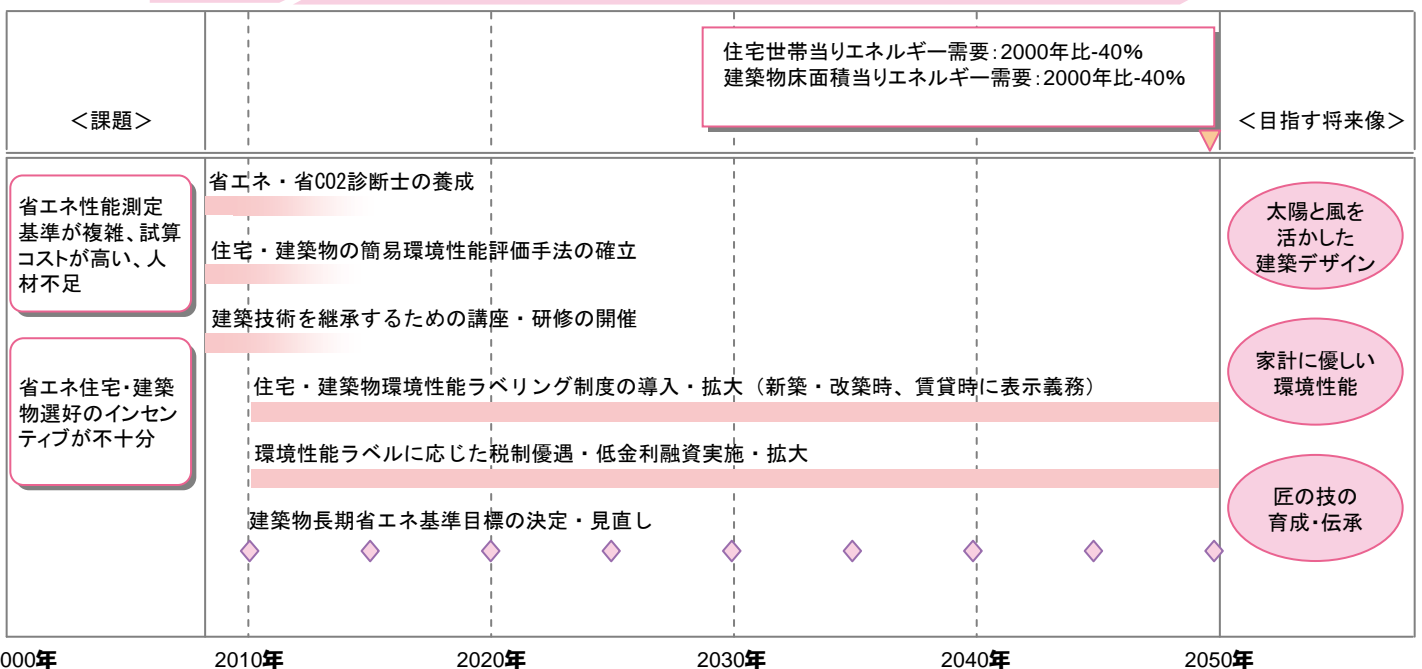 住宅世帯当りエネルギー需要:2000年比-40%
建築物床面積当りエネルギー需要:2000年比-40%
<課題>
<目指す将来像>
省エネ性能測定
基準が複雑、試算
コストが高い、人
材不足
省エネ住宅・建築
物選好のインセン
ティブが不十分
省エネ・省CO2診断士の養成
住宅・建築物の簡易環境性能評価手法の確立
建築技術を継承するための講座・研修の開催
住宅・建築物環境性能ラベリング制度の導入・拡大（新築・改築時、賃貸時に表示義務）
環境性能ラベルに応じた税制優遇・低金利融資実施・拡大
建築物長期省エネ基準目標の決定・見直し
太陽と風を
活かした
建築デザイン
家計に優しい
環境性能
匠の技の
育成・伝承
000年
2010年
2020年
2030年
2040年
2050年